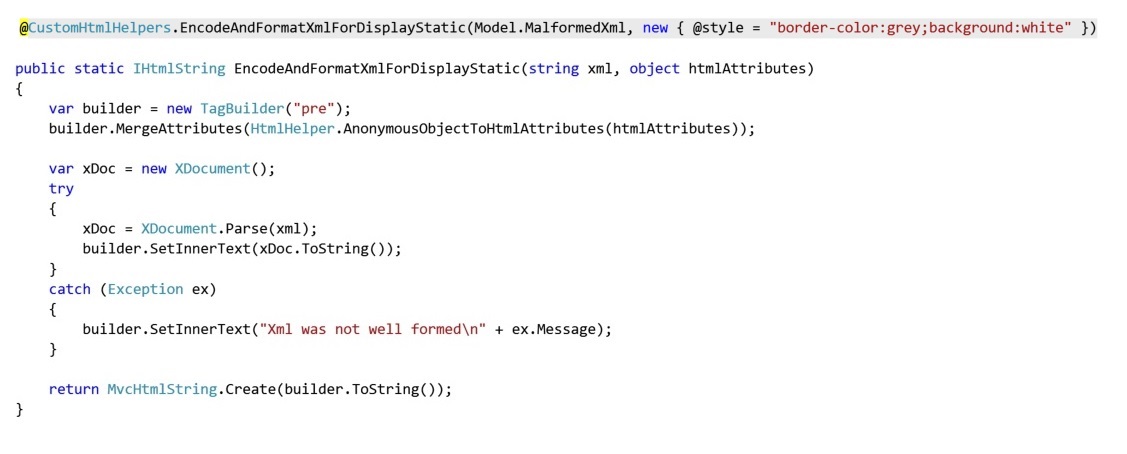 @CustomHtmlHelpers.EncodeAndFormatXmlForDisplayStatic(Model.MalformedXml, new { @style = "border-color:grey;background:white" })
public static IHtmlString EncodeAndFormatXmlForDisplayStatic(string xml, object htmlAttributes)
{
    var builder = new TagBuilder("pre");
    builder.MergeAttributes(HtmlHelper.AnonymousObjectToHtmlAttributes(htmlAttributes));
    var xDoc = new XDocument();
    try
    {
        xDoc = XDocument.Parse(xml);
        builder.SetInnerText(xDoc.ToString());
    }
    catch (Exception ex)
    {
        builder.SetInnerText("Xml was not well formed\n" + ex.Message);
    }
    return MvcHtmlString.Create(builder.ToString());
}